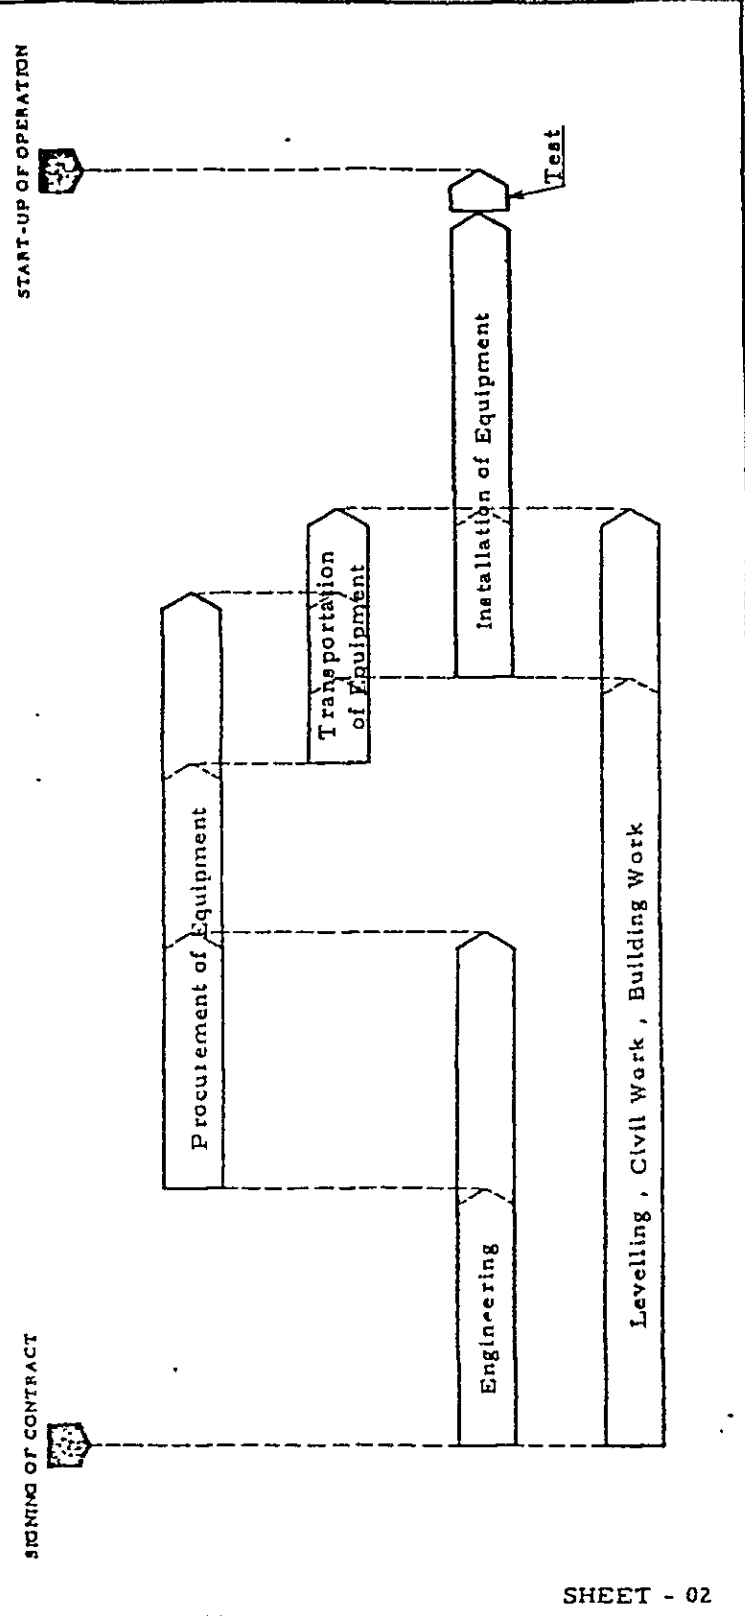 SIGNING OF CONTRACT
START-UP OF OPERATION
Procurement of Equipment
Transportation
of Equipment
Engineering
Installation of Equipment
Test
Levelling , Civil Work , Building Work
SHEET - 02